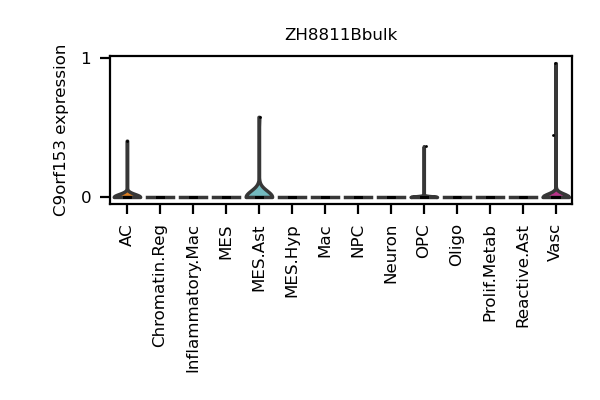 ZH8811Bbulk
C9orf153 expression
1
0
AC
Chromatin.Reg
Inflammatory.Mac
MES
MES.Ast
MES.Hyp
Mac
NPC
Neuron
OPC
Oligo
Prolif.Metab
Reactive.Ast
Vasc